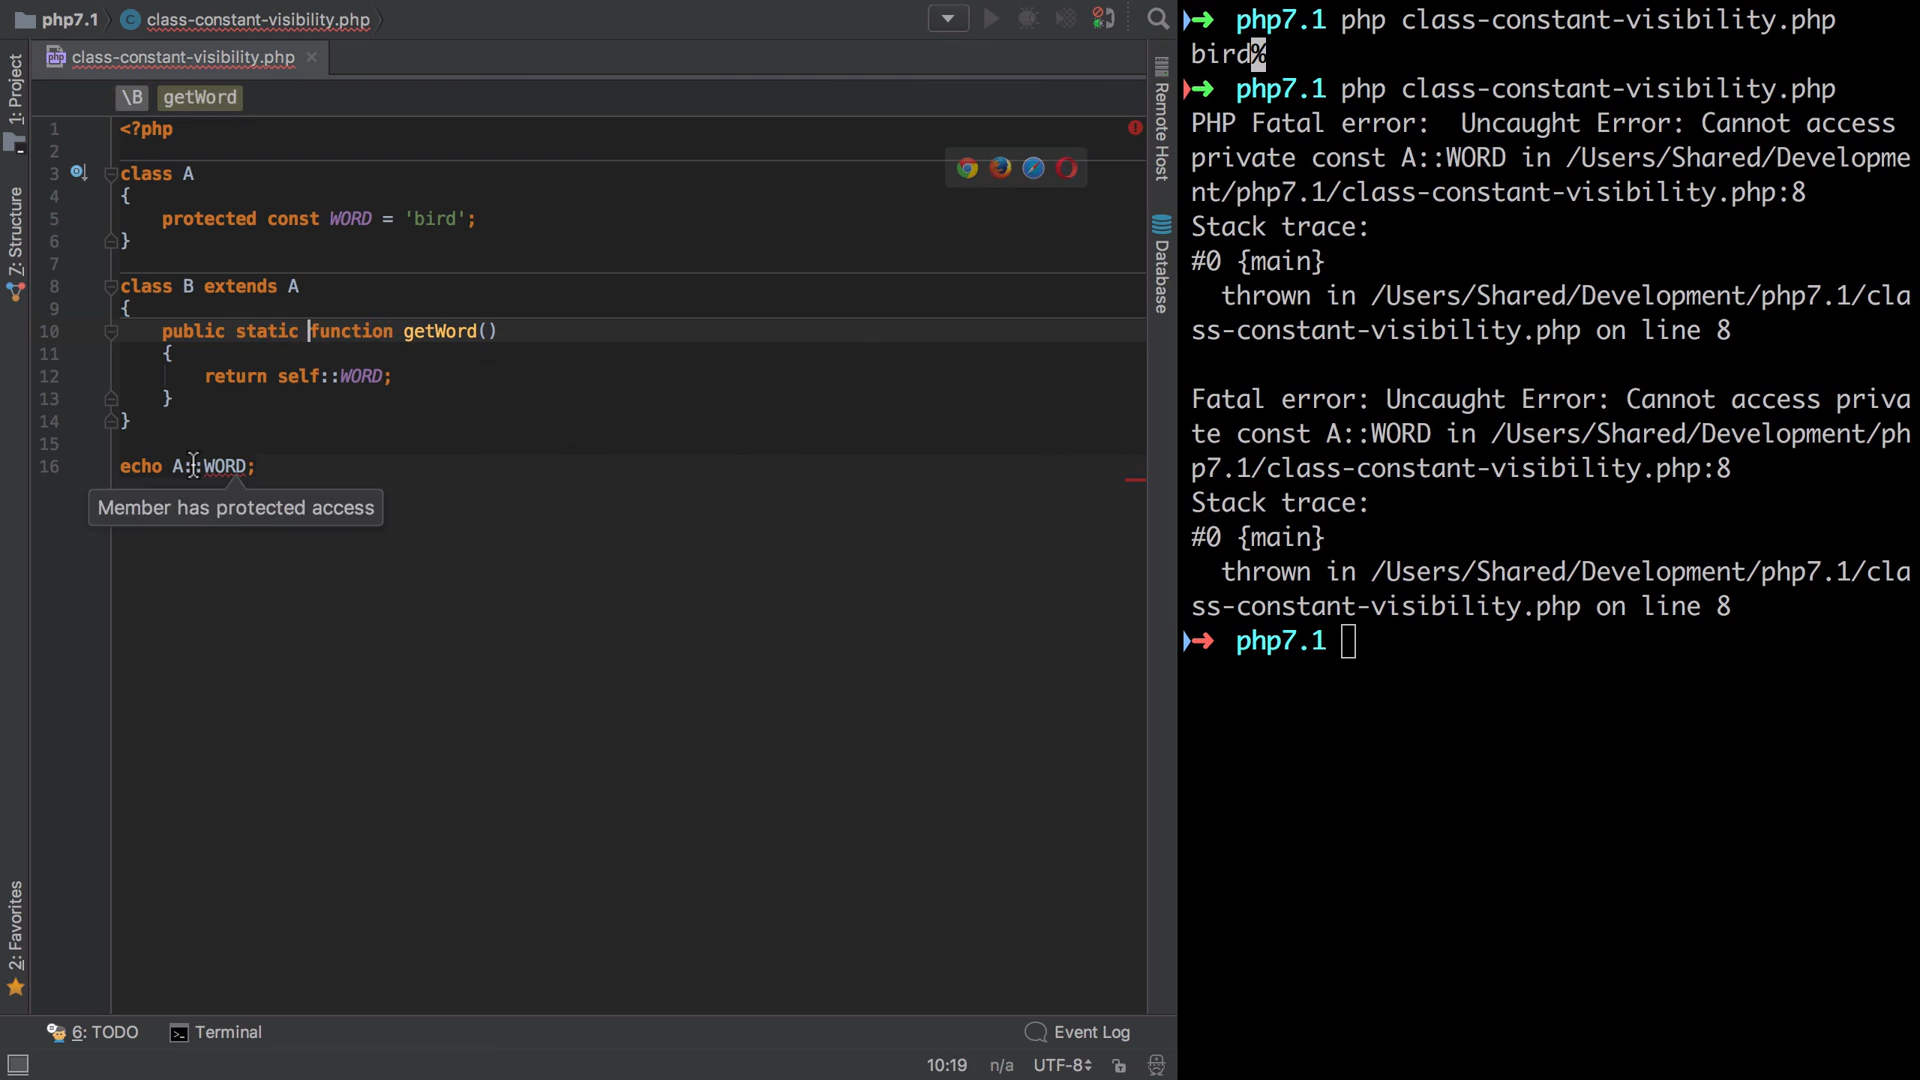 php7.1 class-constant-visibility.php
class-constant-visibility.php
\B getWord
1 <?php
2
3 class A
4 {
5 protected const WORD = 'bird';
6 }
7
8 class B extends A
9 {
10 public static function getWord()
11 {
12 return self::WORD;
13 }
14 }
15
16 echo A::WORD;
Member has protected access
1: Project
7: Structure
2: Favorites
Remote Host
Database
6: TODO Terminal Event Log
10:19 n/a UTF-8
php7.1 php class-constant-visibility.php
bird%
php7.1 php class-constant-visibility.php
PHP Fatal error:  Uncaught Error: Cannot access
private const A::WORD in /Users/Shared/Developme
nt/php7.1/class-constant-visibility.php:8
Stack trace:
#0 {main}
thrown in /Users/Shared/Development/php7.1/cla
ss-constant-visibility.php on line 8
Fatal error: Uncaught Error: Cannot access priva
te const A::WORD in /Users/Shared/Development/ph
p7.1/class-constant-visibility.php:8
Stack trace:
#0 {main}
thrown in /Users/Shared/Development/php7.1/cla
ss-constant-visibility.php on line 8
php7.1